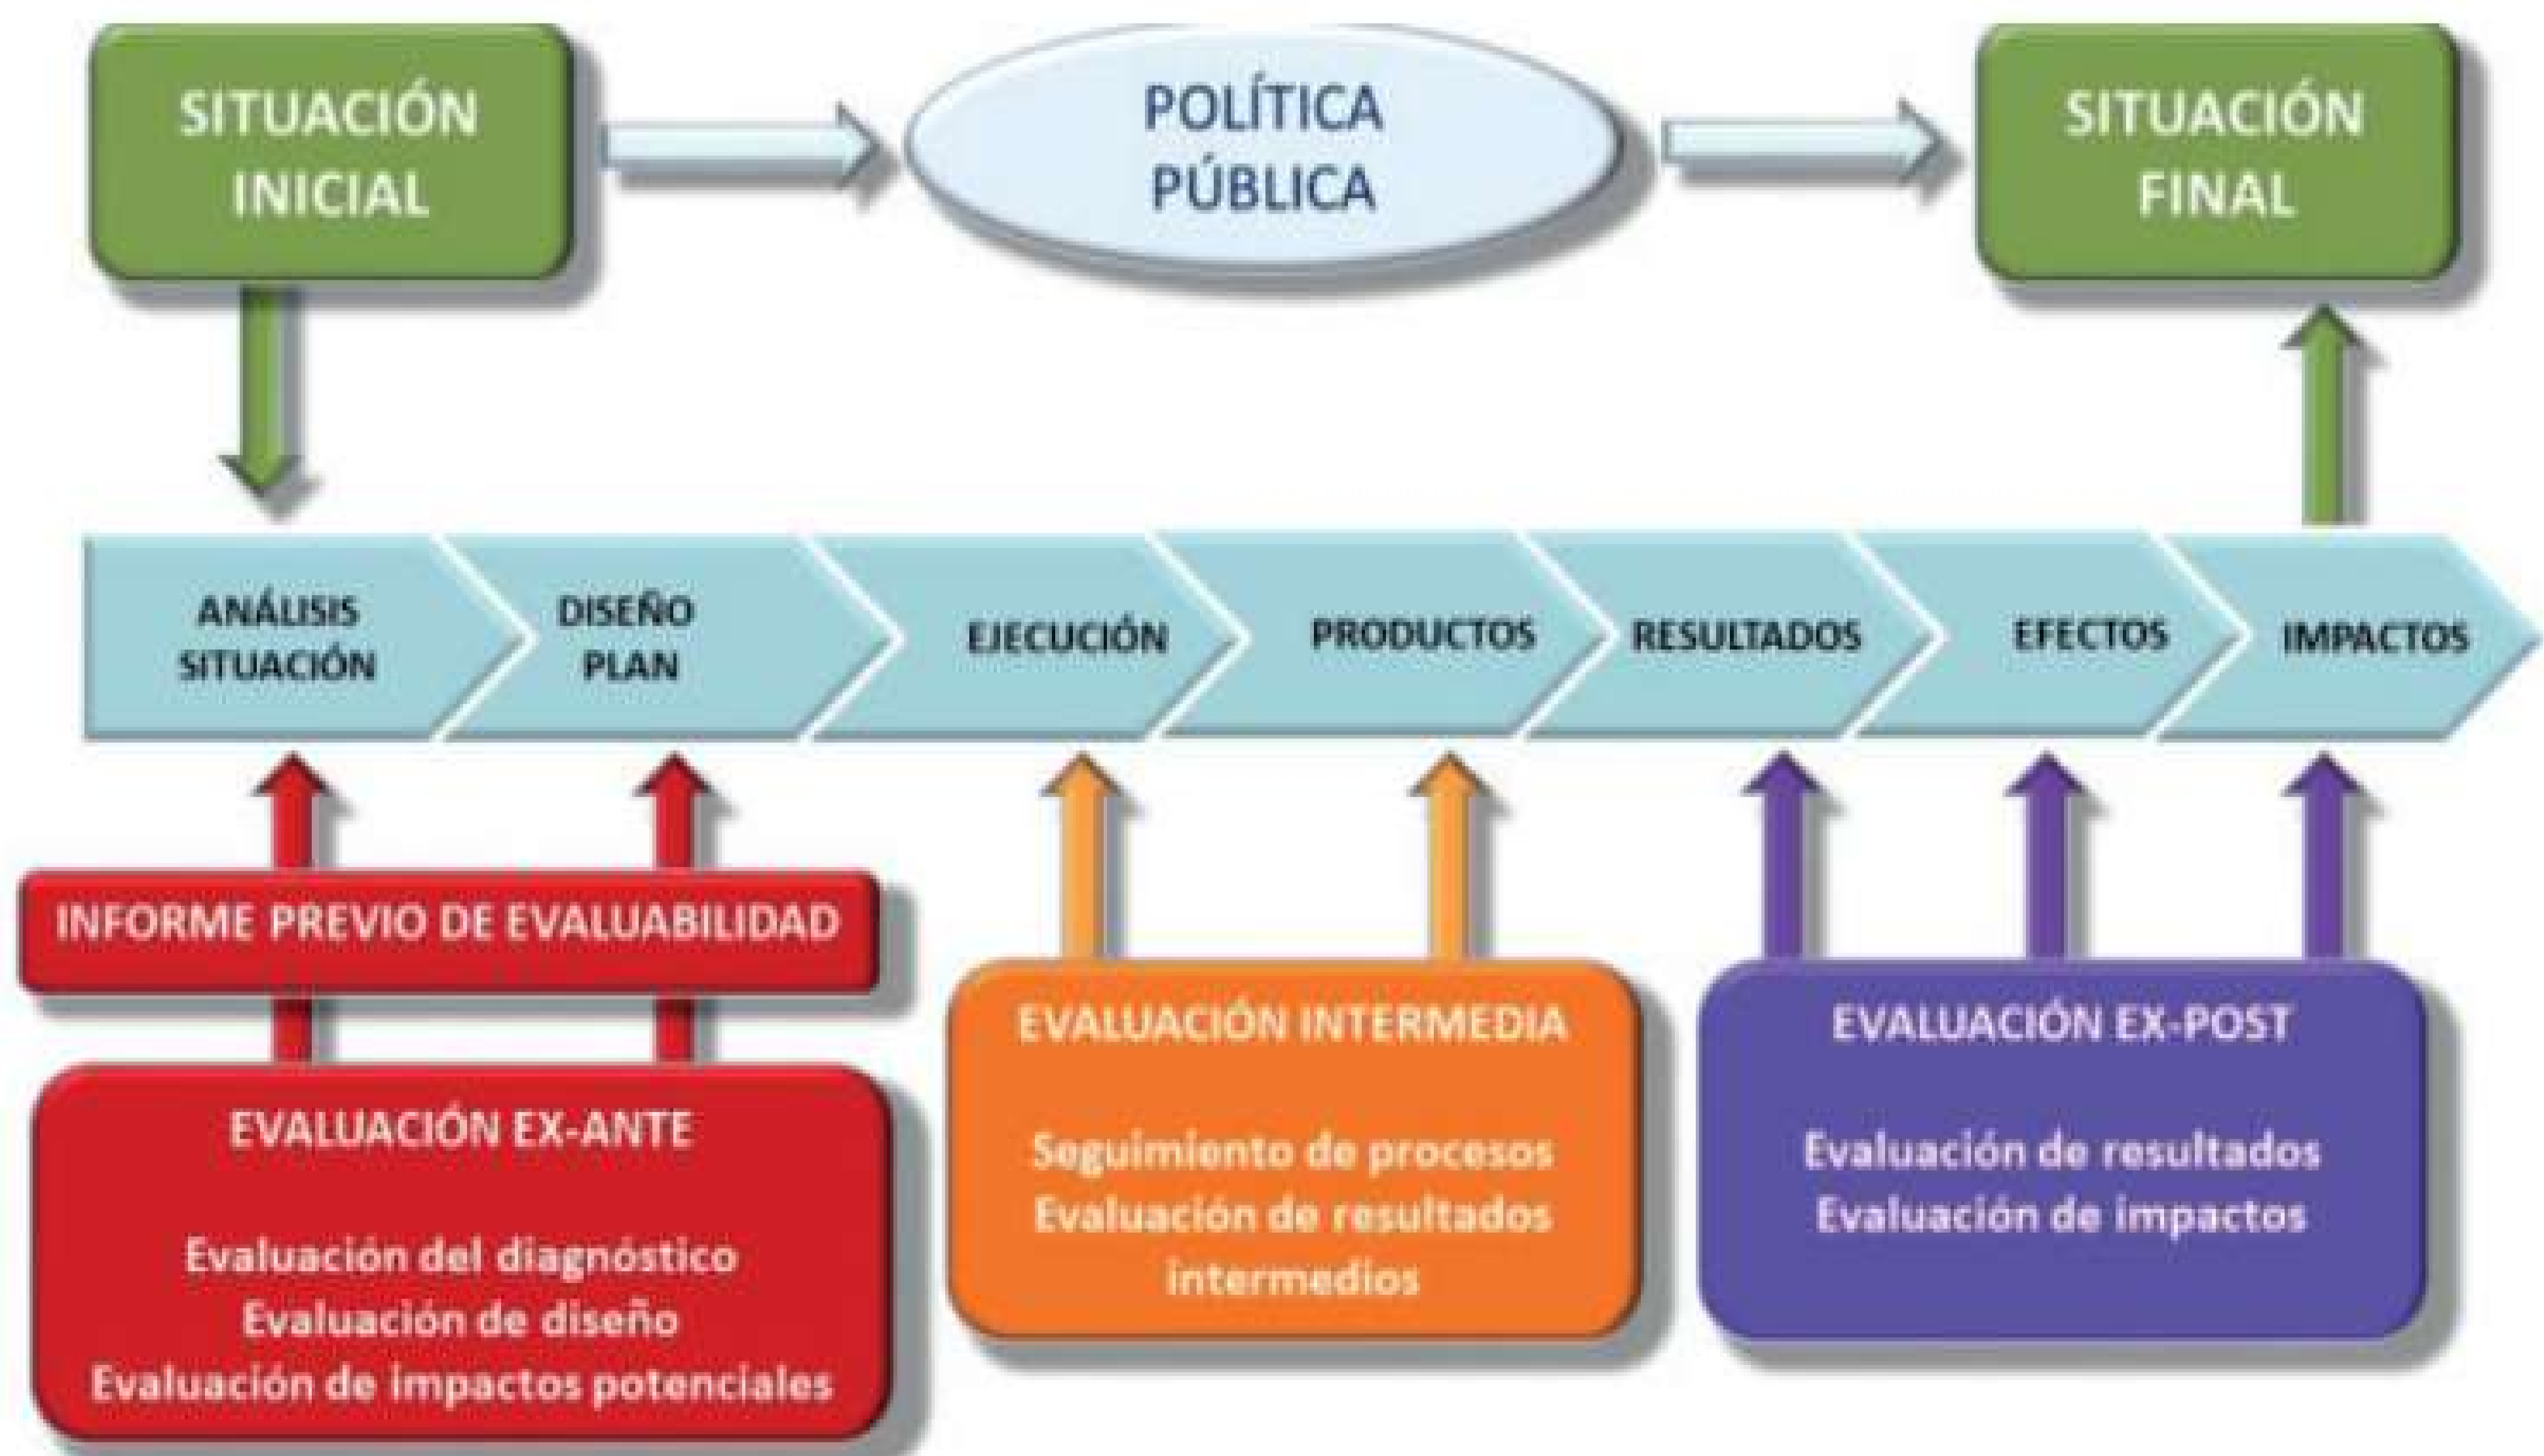 SITUACIÓN
INICIAL
POLÍTICA
PÚBLICA
SITUACIÓN
FINAL
ANÁLISIS
SITUACIÓN
DISEÑO
PLAN
EJECUCIÓN
PRODUCTOS
RESULTADOS
EFECTOS
IMPACTOS
INFORME PREVIO DE EVALUABILIDAD
EVALUACIÓN EX-ANTE
Evaluación del diagnóstico
Evaluación de diseño
Evaluación de impactos potenciales
EVALUACIÓN INTERMEDIA
Seguimiento de procesos
Evaluación de resultados
intermedios
EVALUACIÓN EX-POST
Evaluación de resultados
Evaluación de impactos